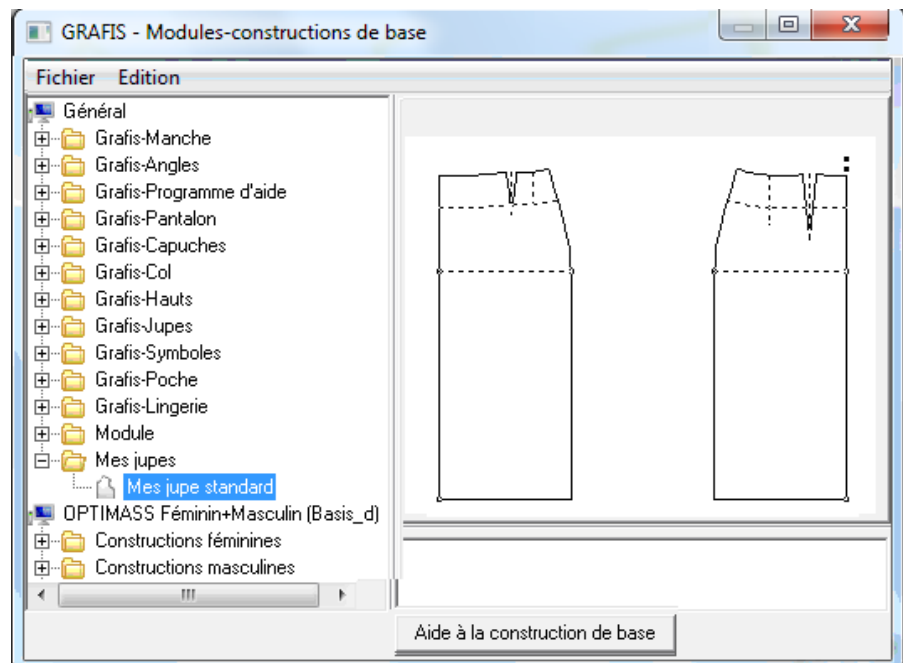 GRAFIS - Modules-constructions de base
Fichier Edition
Général
Grafis-Manche
Grafis-Angles
Grafis-Programme d'aide
Grafis-Pantalon
Grafis-Capuches
Grafis-Col
Grafis-Hauts
Grafis-Jupes
Grafis-Symboles
Grafis-Poche
Grafis-Lingerie
Module
Mes jupes
Mes jupe standard
OPTIMASS Féminin+Masculin (Basis_d)
Constructions féminines
Constructions masculines
Aide à la construction de base